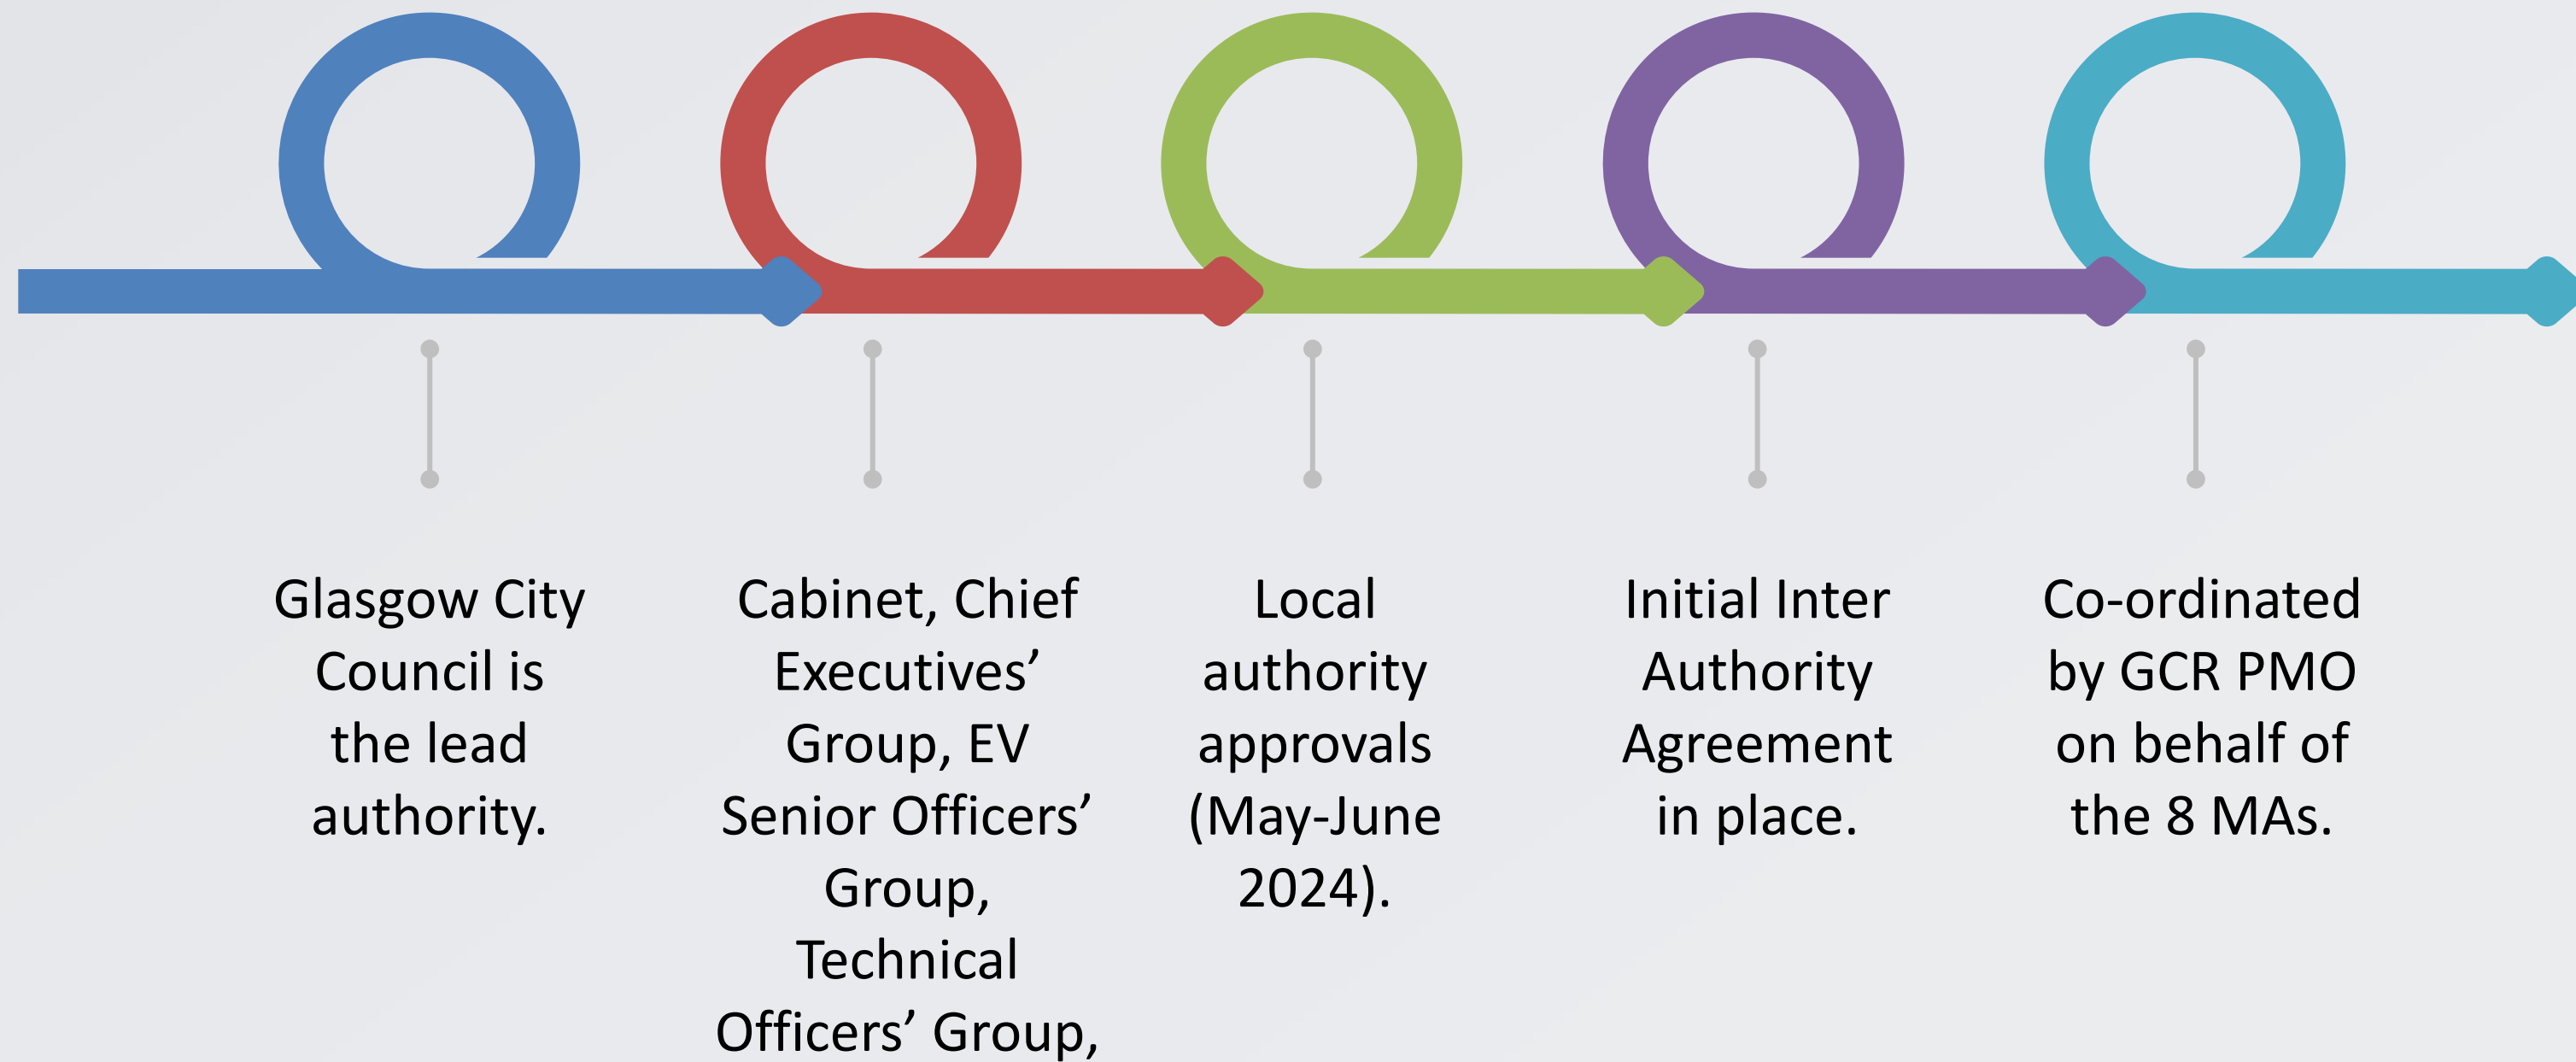 Glasgow City
Council is
the lead
authority.
Cabinet, Chief
Executives’
Group, EV
Senior Officers’
Group,
Technical
Officers’ Group,
Local
authority
approvals
(May-June
2024).
Initial Inter
Authority
Agreement
in place.
Co-ordinated
by GCR PMO
on behalf of
the 8 MAs.